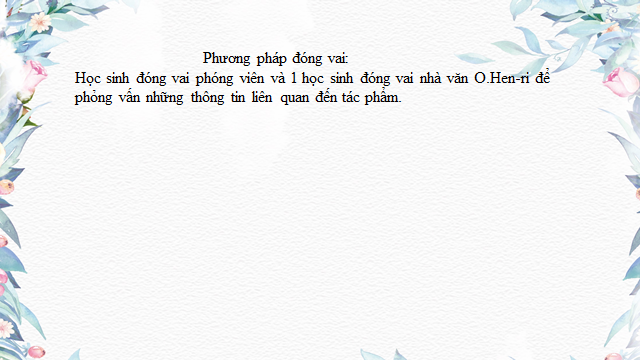 Phương pháp đóng vai:
Học sinh đóng vai phóng viên và 1 học sinh đóng vai nhà văn O.Hen-ri để
phỏng vấn những thông tin liên quan đến tác phẩm.